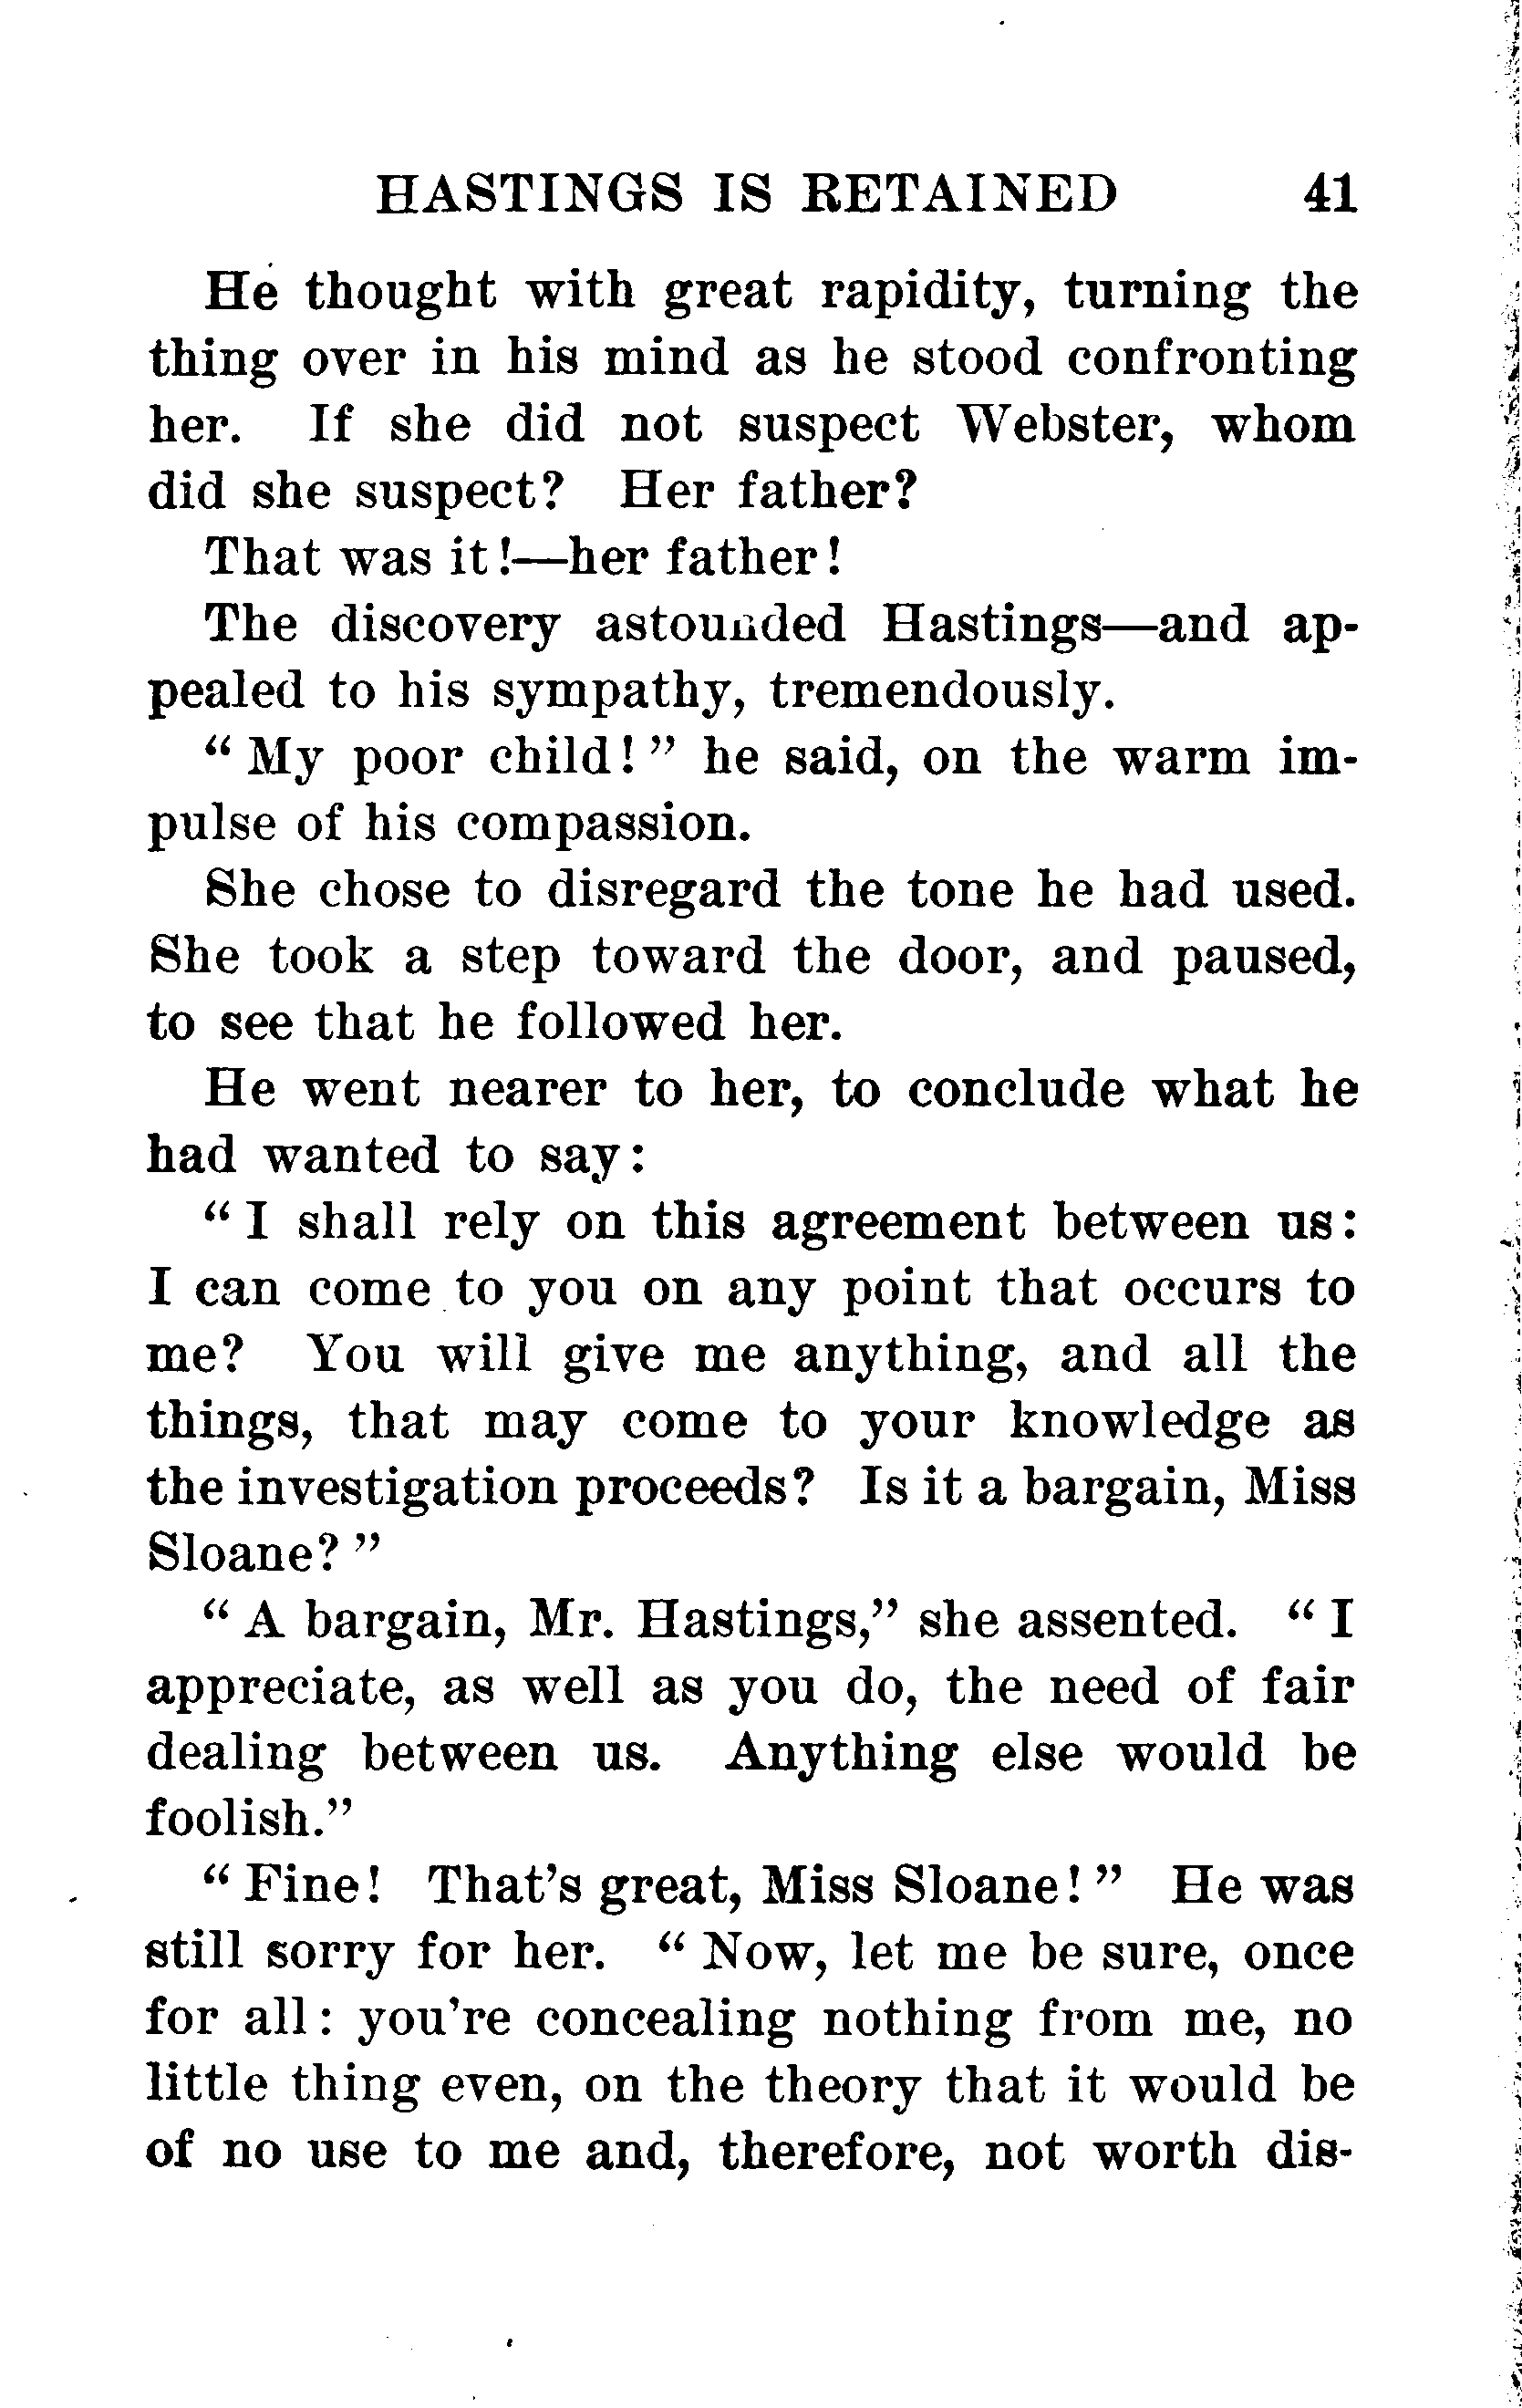 HASTINGS IS RETAINED 41
He thought with great rapidity, turning the
thing over in his mind as he stood confronting
her. If she did not suspect Webster, whom
did she suspect? Her father?
That was it!—her father!
The discovery astounded Hastings—and ap-
pealed to his sympathy, tremendously.
" My poor child! " he said, on the warm im-
pulse of his compassion.
She chose to disregard the tone he had used.
She took a step toward the door, and paused,
to see that he followed her.
He went nearer to her, to conclude what he
had wanted to say:
" I shall rely on this agreement between us:
I can come to you on any point that occurs to
me? You will give me anything, and all the
things, that may come to your knowledge as
the investigation proceeds? Is it a bargain, Miss
Sloane? "
" A bargain, Mr. Hastings," she assented. " I
appreciate, as well as you do, the need of fair
dealing between us. Anything else would be
foolish."
" Fine! That's great, Miss Sloane! " He was
still sorry for her. " Now, let me be sure, once
for all: you're concealing nothing from me, no
little thing even, on the theory that it would be
of no use to me and, therefore, not worth dis-